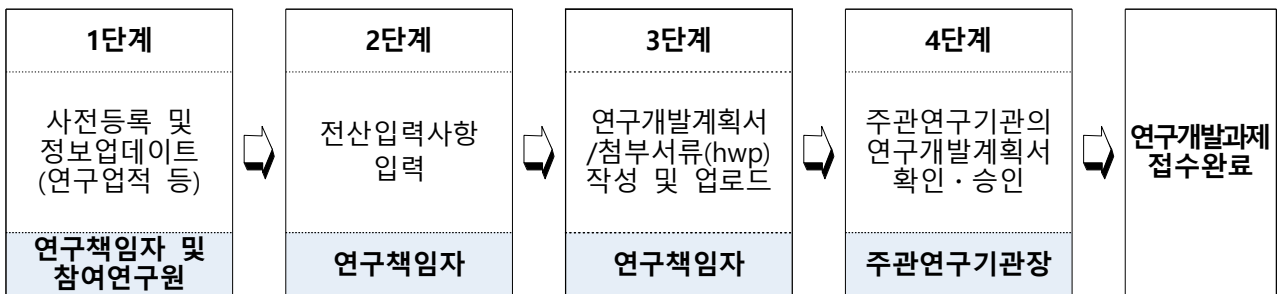 1단계
사전등록 및
정보업데이트
(연구업적 등)
연구책임자 및
참여연구원
2단계
전산입력사항
입력
연구책임자
3단계
연구개발계획서
/첨부서류(hwp)
작성 및 업로드
연구책임자
4단계
주관연구기관의
연구개발계획서
확인・승인
주관연구기관장
연구개발과제
접수완료